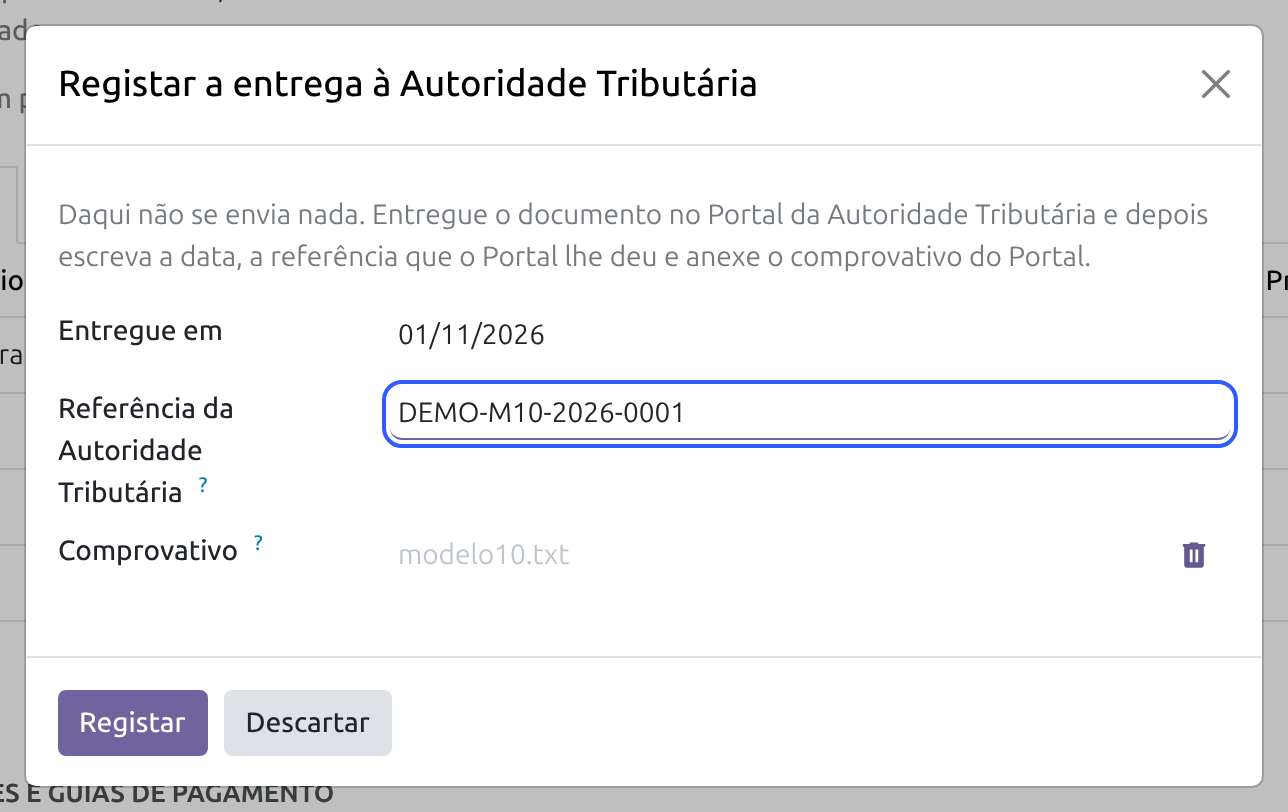 Registar a entrega à Autoridade Tributária
Daqui não se envia nada. Entregue o documento no Portal da Autoridade Tributária e depois
escreva a data, a referência que o Portal lhe deu e anexe o comprovativo do Portal.
Entregue em
01/11/2026
Referência da
Autoridade
Tributária ?
DEMO-M10-2026-0001
Comprovativo ?
modelo10.txt
Registar
Descartar
E GUIAS DE PAGAMENTO